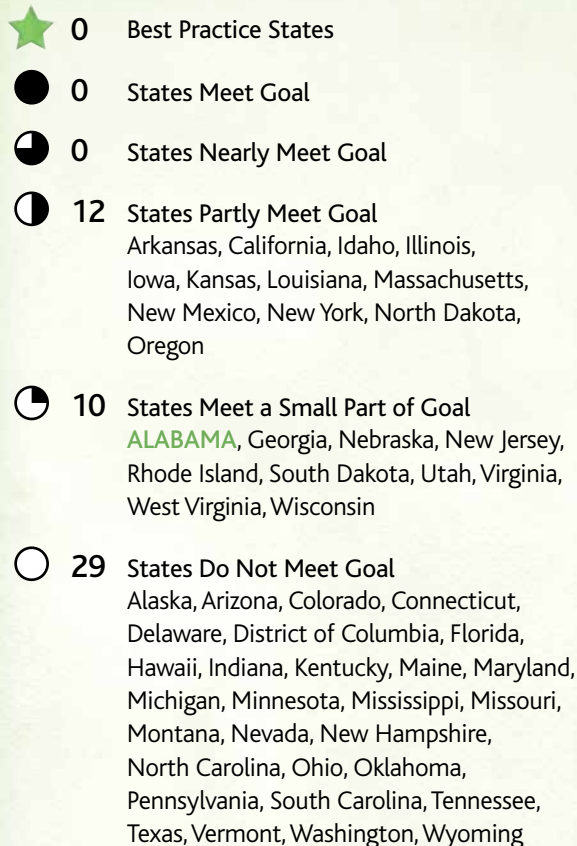 0 Best Practice States
0 States Meet Goal
0 States Nearly Meet Goal
12 States Partly Meet Goal
Arkansas, California, Idaho, Illinois,
Iowa, Kansas, Louisiana, Massachusetts,
New Mexico, New York, North Dakota,
Oregon
10 States Meet a Small Part of Goal
ALABAMA, Georgia, Nebraska, New Jersey,
Rhode Island, South Dakota, Utah, Virginia,
West Virginia, Wisconsin
29 States Do Not Meet Goal
Alaska, Arizona, Colorado, Connecticut,
Delaware, District of Columbia, Florida,
Hawaii, Indiana, Kentucky, Maine, Maryland,
Michigan, Minnesota, Mississippi, Missouri,
Montana, Nevada, New Hampshire,
North Carolina, Ohio, Oklahoma,
Pennsylvania, South Carolina, Tennessee,
Texas, Vermont, Washington, Wyoming